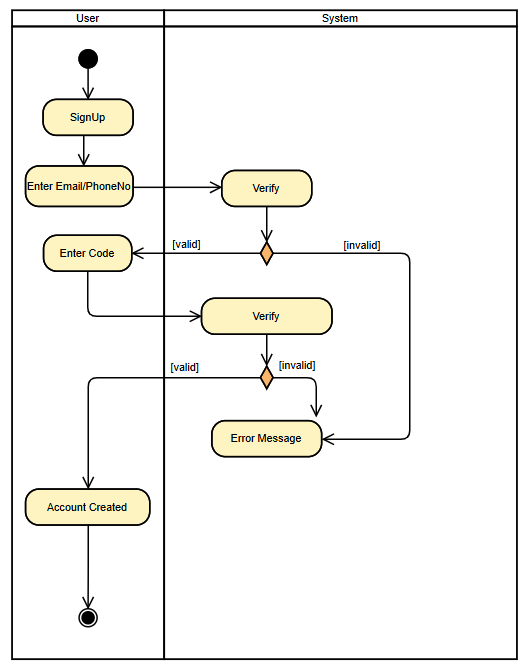 User
System
SignUp
Enter Email/PhoneNo
Verify
[valid]
[invalid]
Enter Code
Verify
[valid]
[invalid]
Error Message
Account Created